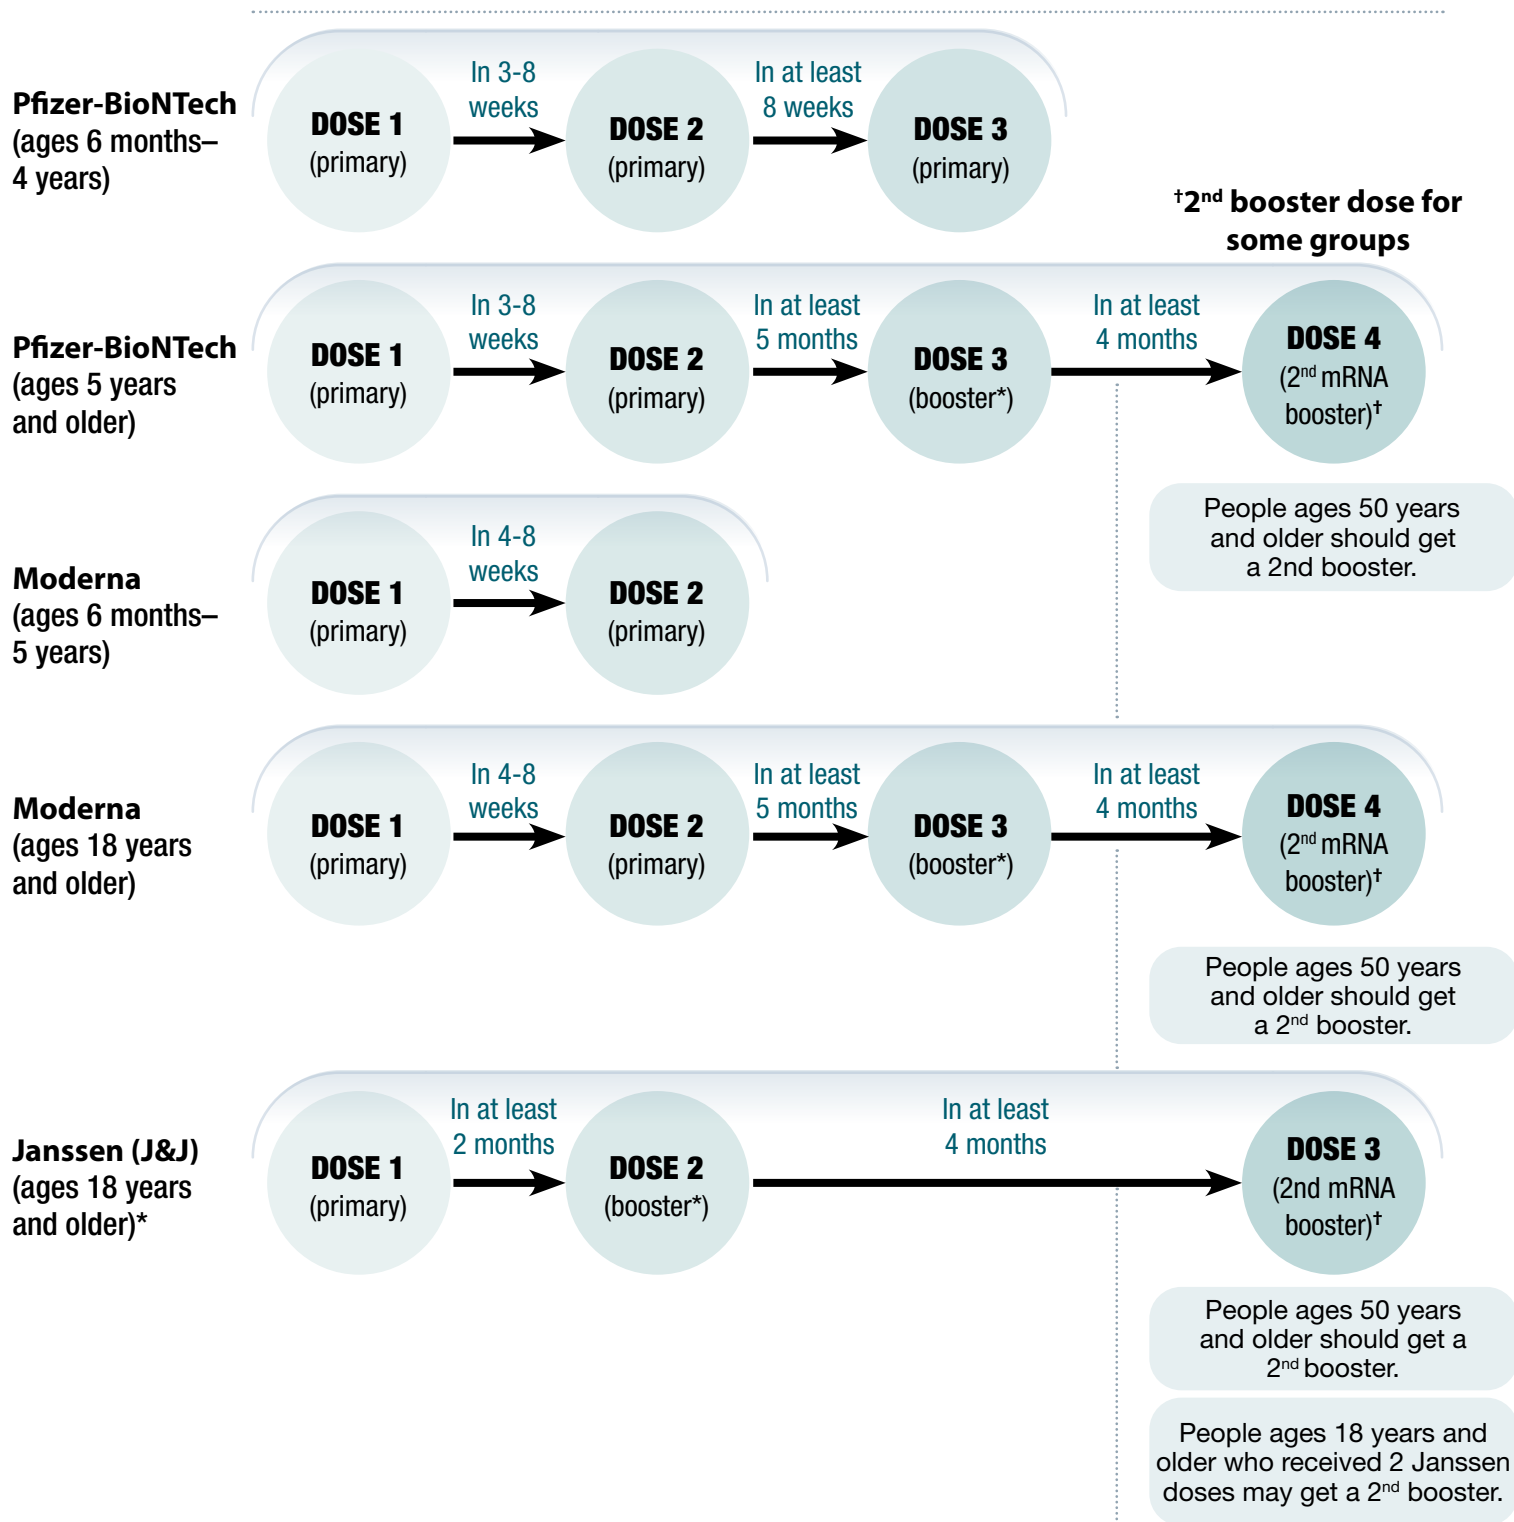 Pfizer-BioNTech
(ages 6 months–
4 years)
DOSE 1
(primary)
In 3-8
weeks
DOSE 2
(primary)
In at least
8 weeks
DOSE 3
(primary)
†2nd booster dose for
some groups
Pfizer-BioNTech
(ages 5 years
and older)
DOSE 1
(primary)
In 3-8
weeks
DOSE 2
(primary)
In at least
5 months
DOSE 3
(booster*)
In at least
4 months
DOSE 4
(2nd mRNA
booster)†
People ages 50 years
and older should get
a 2nd booster.
Moderna
(ages 6 months–
5 years)
DOSE 1
(primary)
In 4-8
weeks
DOSE 2
(primary)
Moderna
(ages 18 years
and older)
DOSE 1
(primary)
In 4-8
weeks
DOSE 2
(primary)
In at least
5 months
DOSE 3
(booster*)
In at least
4 months
DOSE 4
(2nd mRNA
booster)†
People ages 50 years
and older should get
a 2nd booster.
Janssen (J&J)
(ages 18 years
and older)*
DOSE 1
(primary)
In at least
2 months
DOSE 2
(booster*)
In at least
4 months
DOSE 3
(2nd mRNA
booster)†
People ages 50 years
and older should get a
2nd booster.
People ages 18 years and
older who received 2 Janssen
doses may get a 2nd booster.